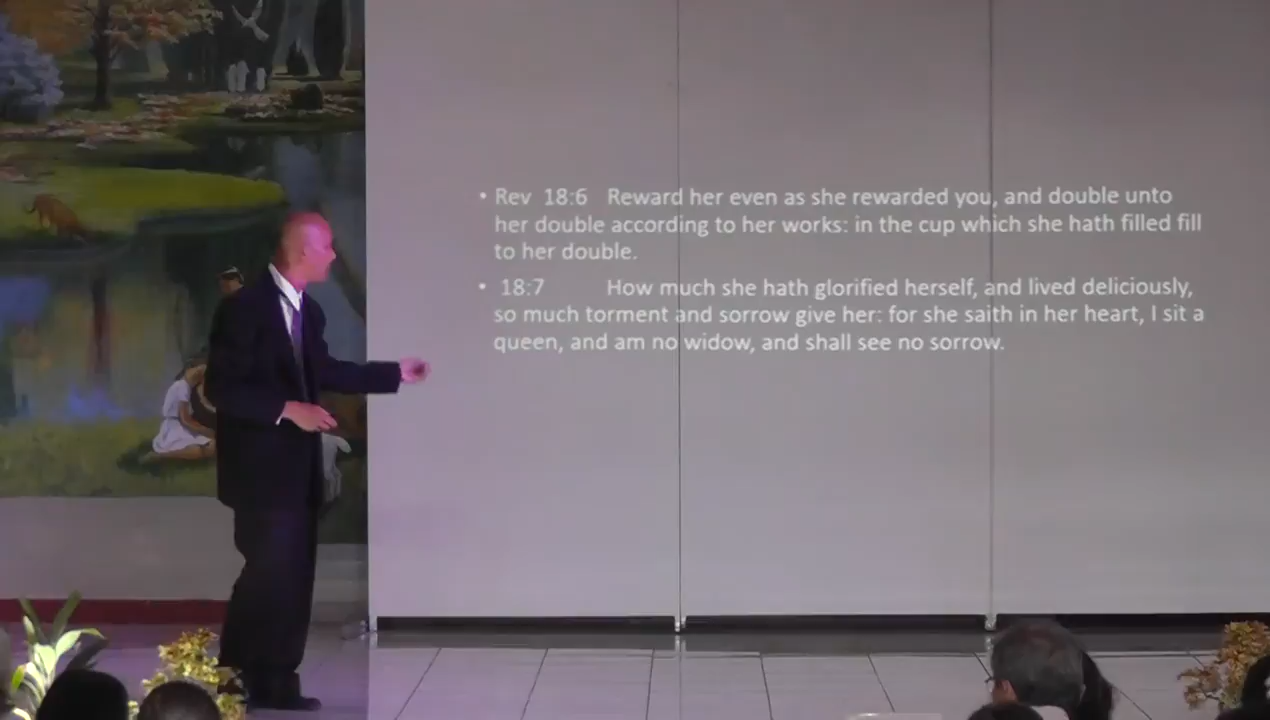 • Rev 18:6 Reward her even as she rewarded you, and double unto
her double according to her works: in the cup which she hath filled fill
to her double.
• 18:7 How much she hath glorified herself, and lived deliciously,
so much torment and sorrow give her: for she saith in her heart, I sit a
queen, and am no widow, and shall see no sorrow.